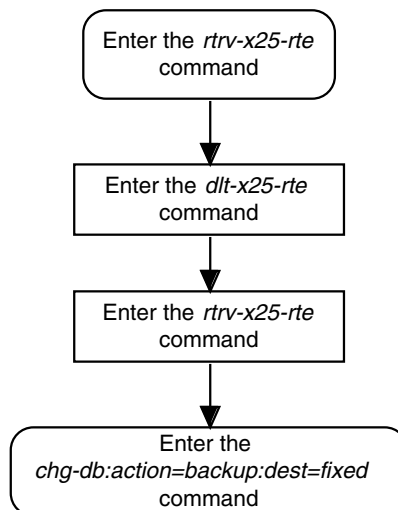 Enter the rtrv-x25-rte
command
Enter the dlt-x25-rte
command
Enter the rtrv-x25-rte
command
Enter the
chg-db:action=backup:dest=fixed
command